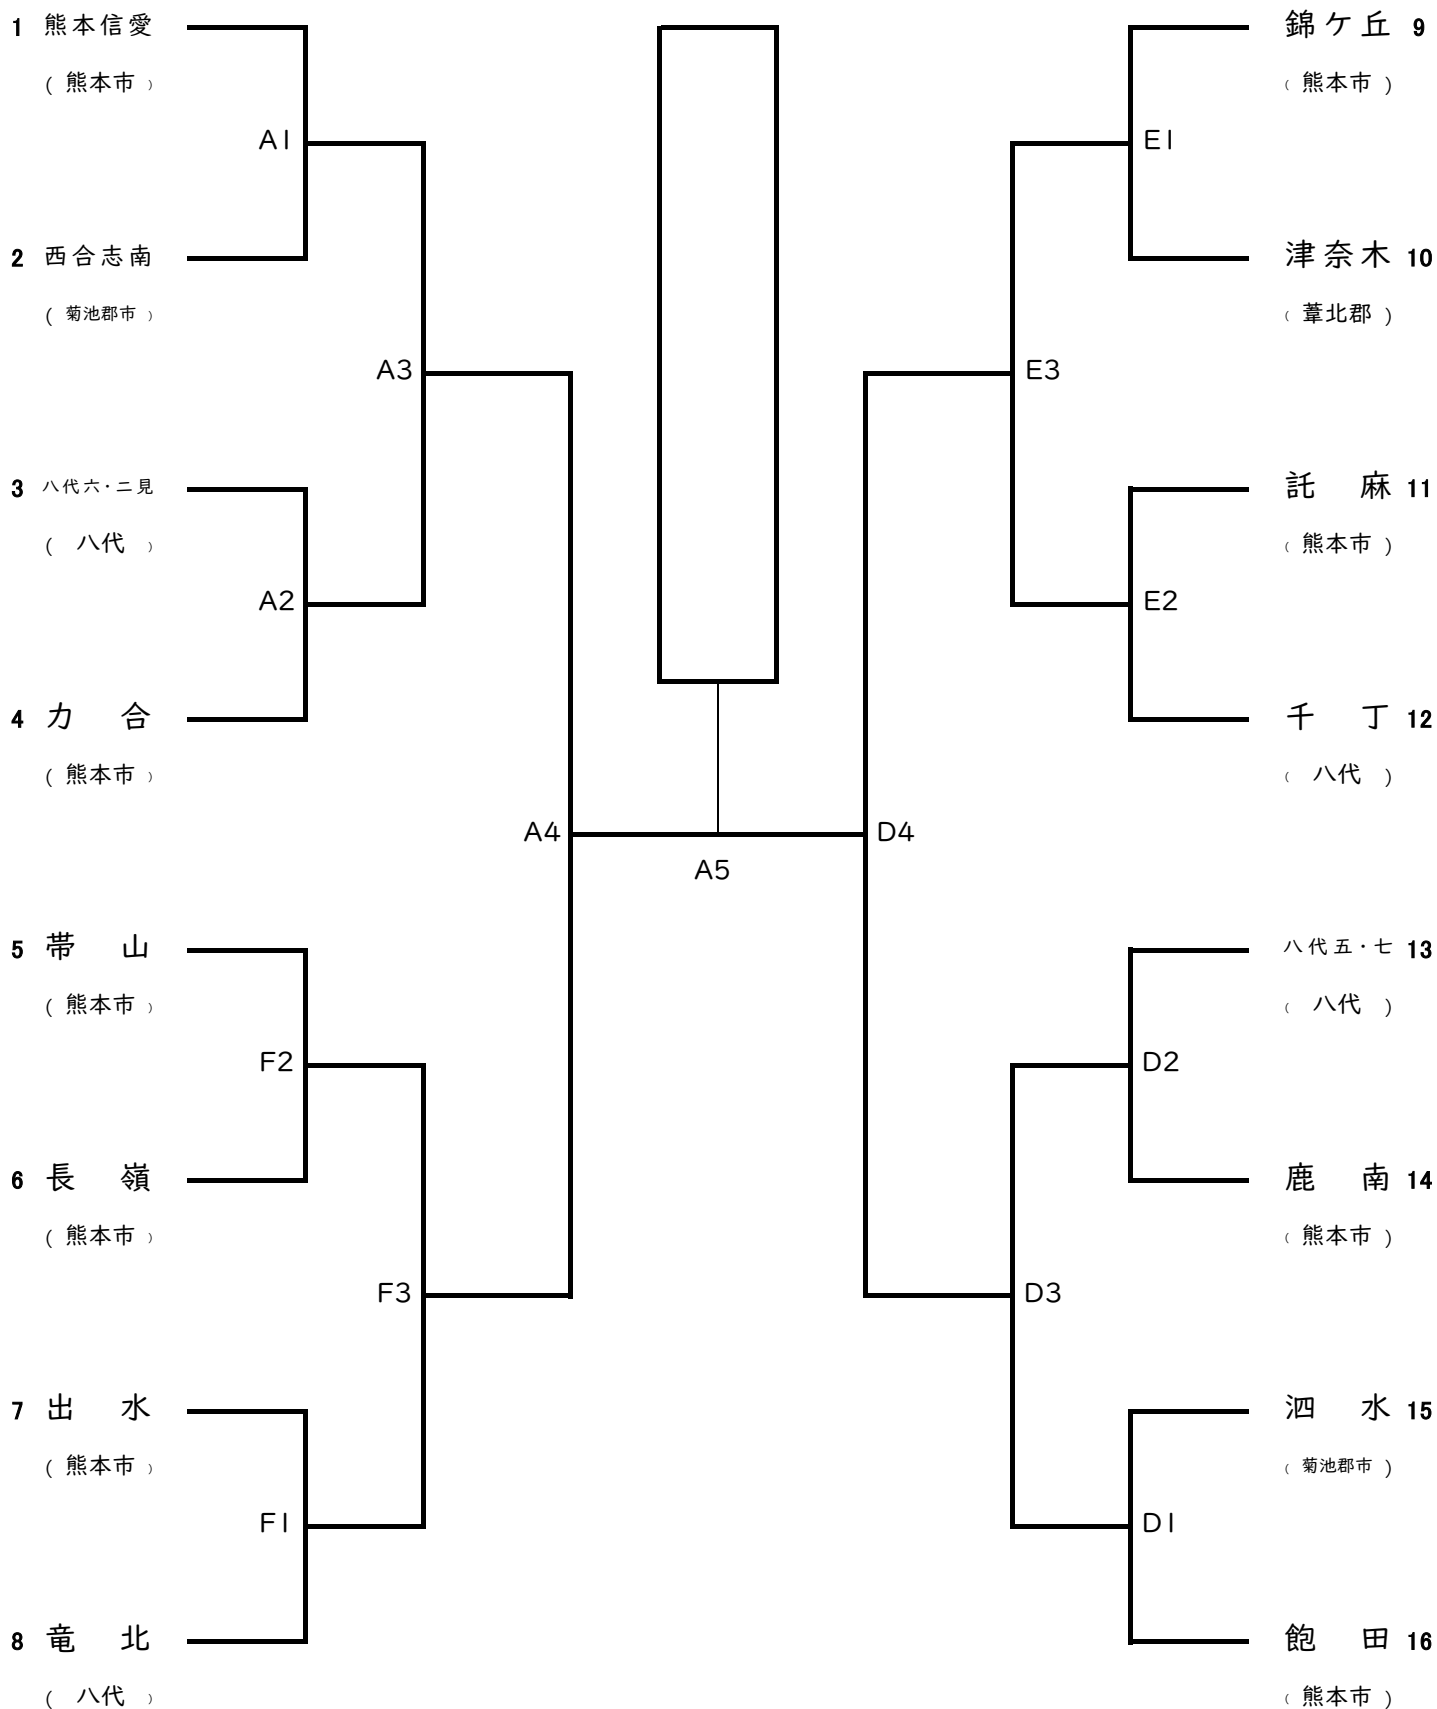 1 熊本信愛
( 熊本市 )
A1
2 西合志南
( 菊池郡市 )
A3
3 八代六・二見
( 八代 )
A2
4 力 合
( 熊本市 )
A4
5 帯 山
( 熊本市 )
F2
6 長 嶺
( 熊本市 )
F3
7 出 水
( 熊本市 )
F1
8 竜 北
( 八代 )
A5
錦ケ丘 9
( 熊本市 )
E1
津奈木 10
( 葦北郡 )
E3
託 麻 11
( 熊本市 )
E2
千 丁 12
( 八代 )
D4
八代五・七 13
( 八代 )
D2
鹿南 14
( 熊本市 )
D3
泗 水 15
( 菊池郡市 )
D1
飽 田 16
( 熊本市 )